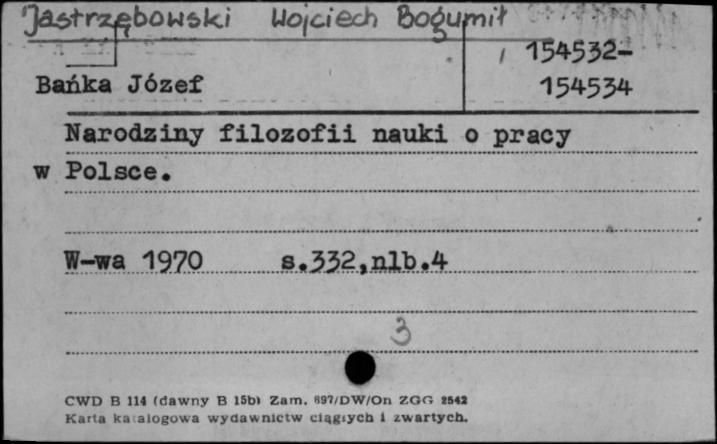 Jastrzębowski Wojciech Bogumił
154532-
Bańka Józef 154534
Narodziny filozofii nauki o pracy
w Polsce.
W-wa 1970 s.332,nlb.4
3
CWD B 114 (dawny B 15b) Zam. 697/DW/On ZGG 2542
Karta katalogowa wydawnictw ciągłych i zwartych.